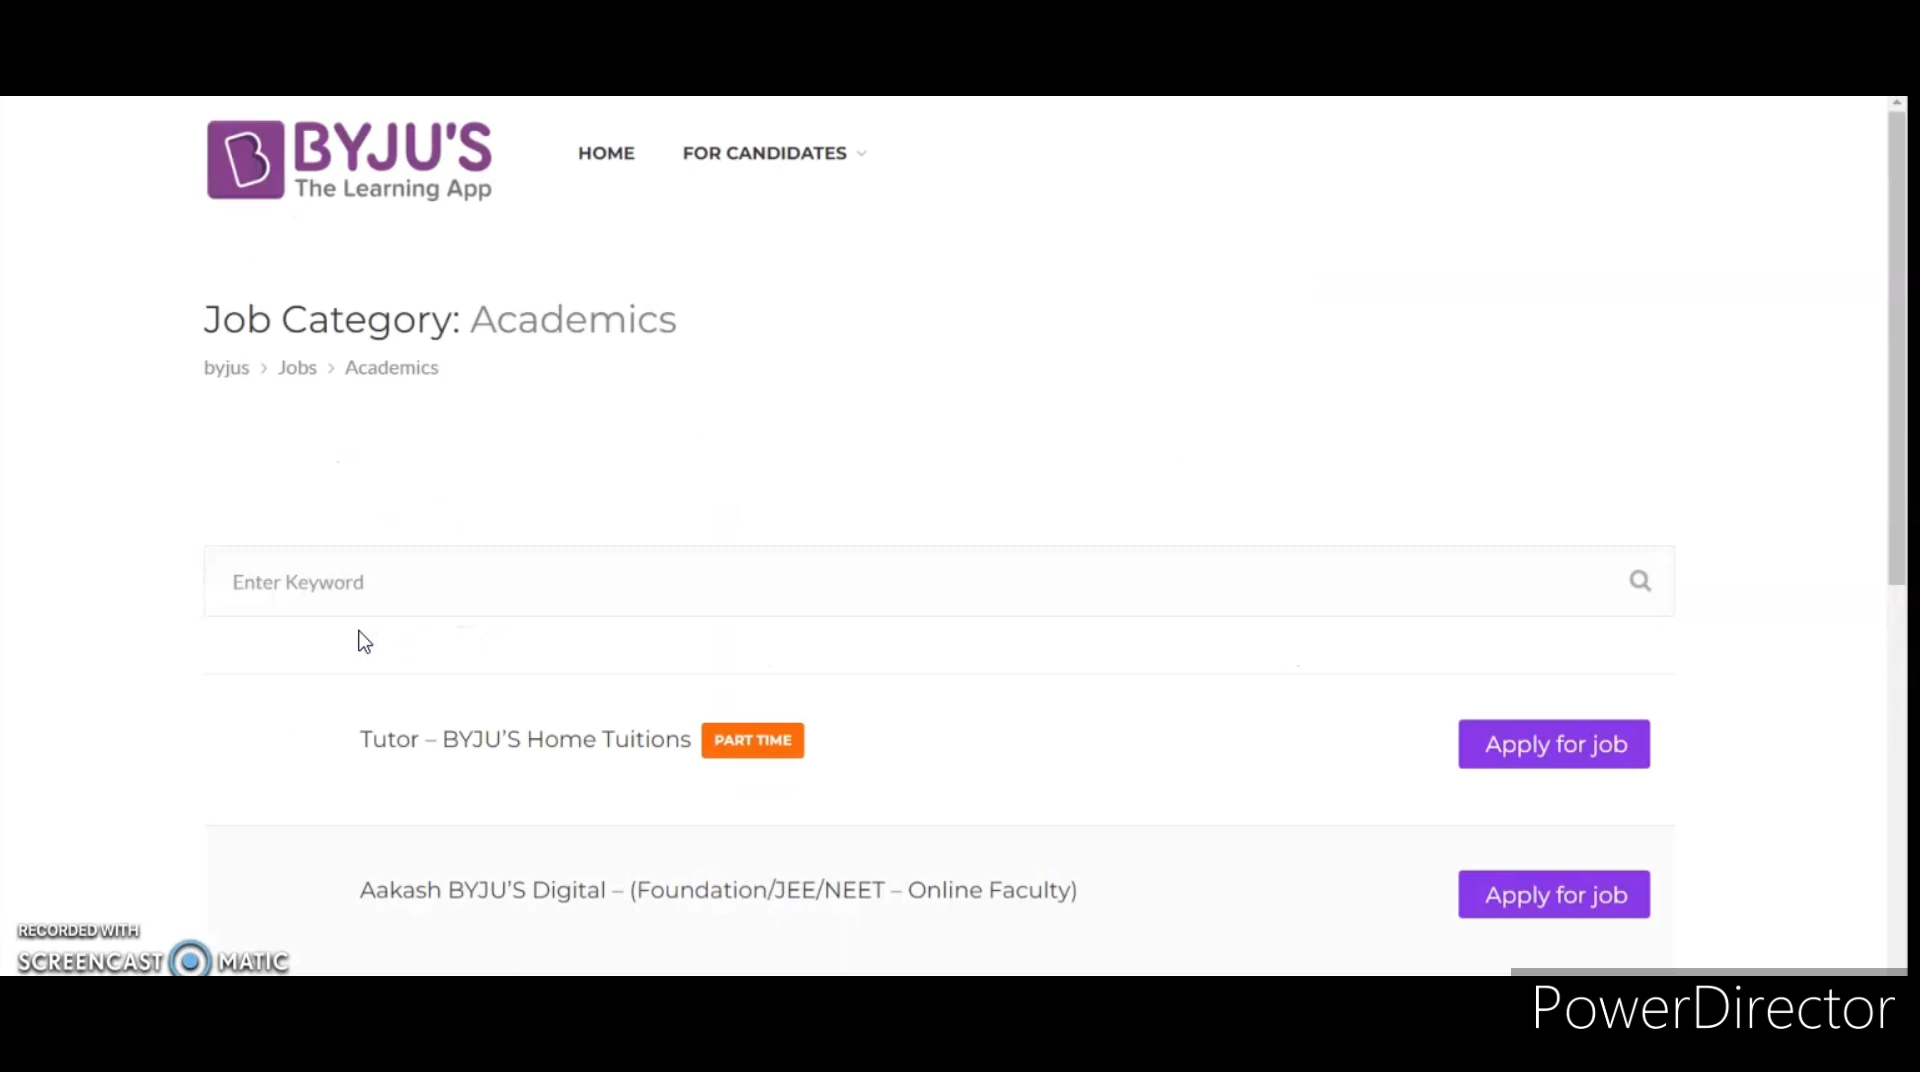 BYJU'S
The Learning App
HOME
FOR CANDIDATES
Job Category: Academics
byjus > Jobs > Academics
Enter Keyword
Tutor – BYJU'S Home Tuitions PART TIME
Apply for job
Aakash BYJU'S Digital – (Foundation/JEE/NEET – Online Faculty)
Apply for job
RECORDED WITH
SCREENCAST MATIC
PowerDirector